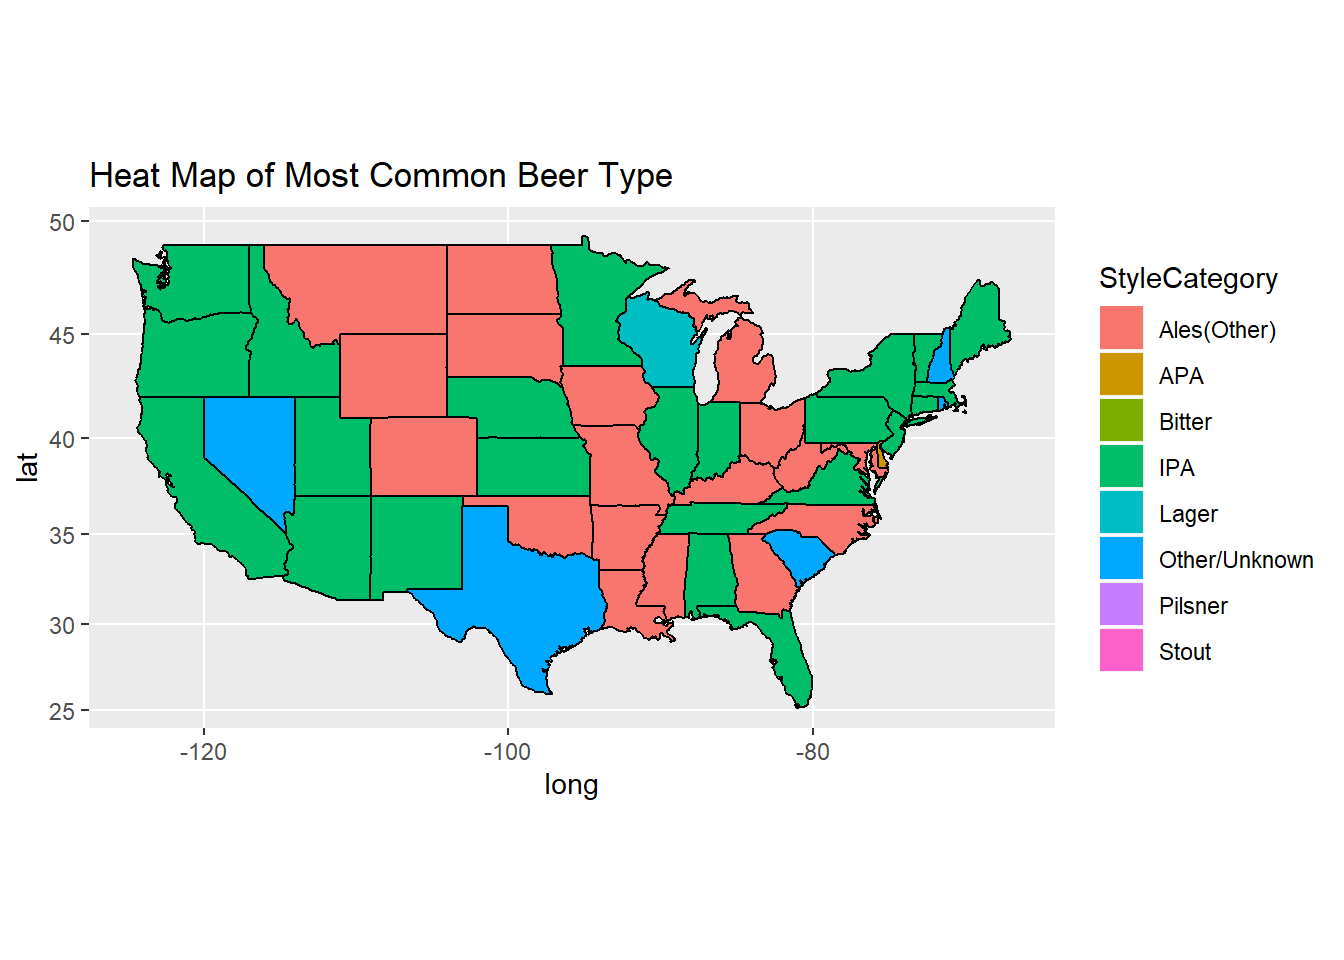 Heat Map of Most Common Beer Type
50
45
40
35
30
25
lat
-120
-100
-80
long
StyleCategory
Ales(Other)
APA
Bitter
IPA
Lager
Other/Unknown
Pilsner
Stout